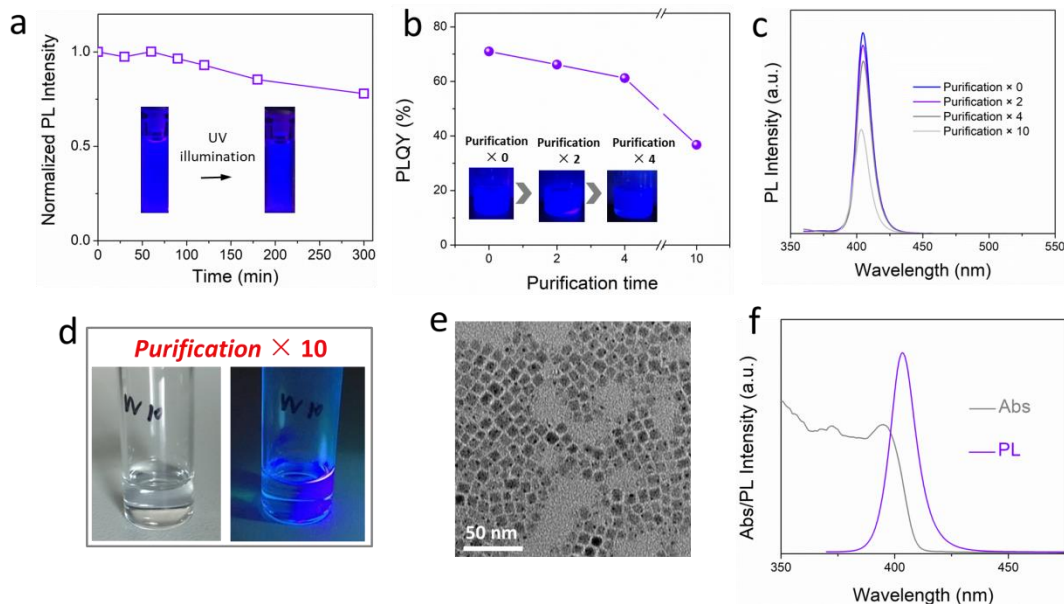 a
Normalized PL Intensity
1.0
0.5
0.0
UV
illumination
0 50 100 150 200 250 300
Time (min)
b
PLQY (%)
80
60
40
20
0
Purification
× 0
Purification
× 2
Purification
× 4
0 2 4 10
Purification time
c
PL Intensity (a.u.)
Purification × 0
Purification × 2
Purification × 4
Purification × 10
350 400 450 500 550
Wavelength (nm)
d
Purification × 10
W 10
W 10
e
50 nm
f
Abs/PL Intensity (a.u.)
Abs
PL
350 400 450
Wavelength (nm)